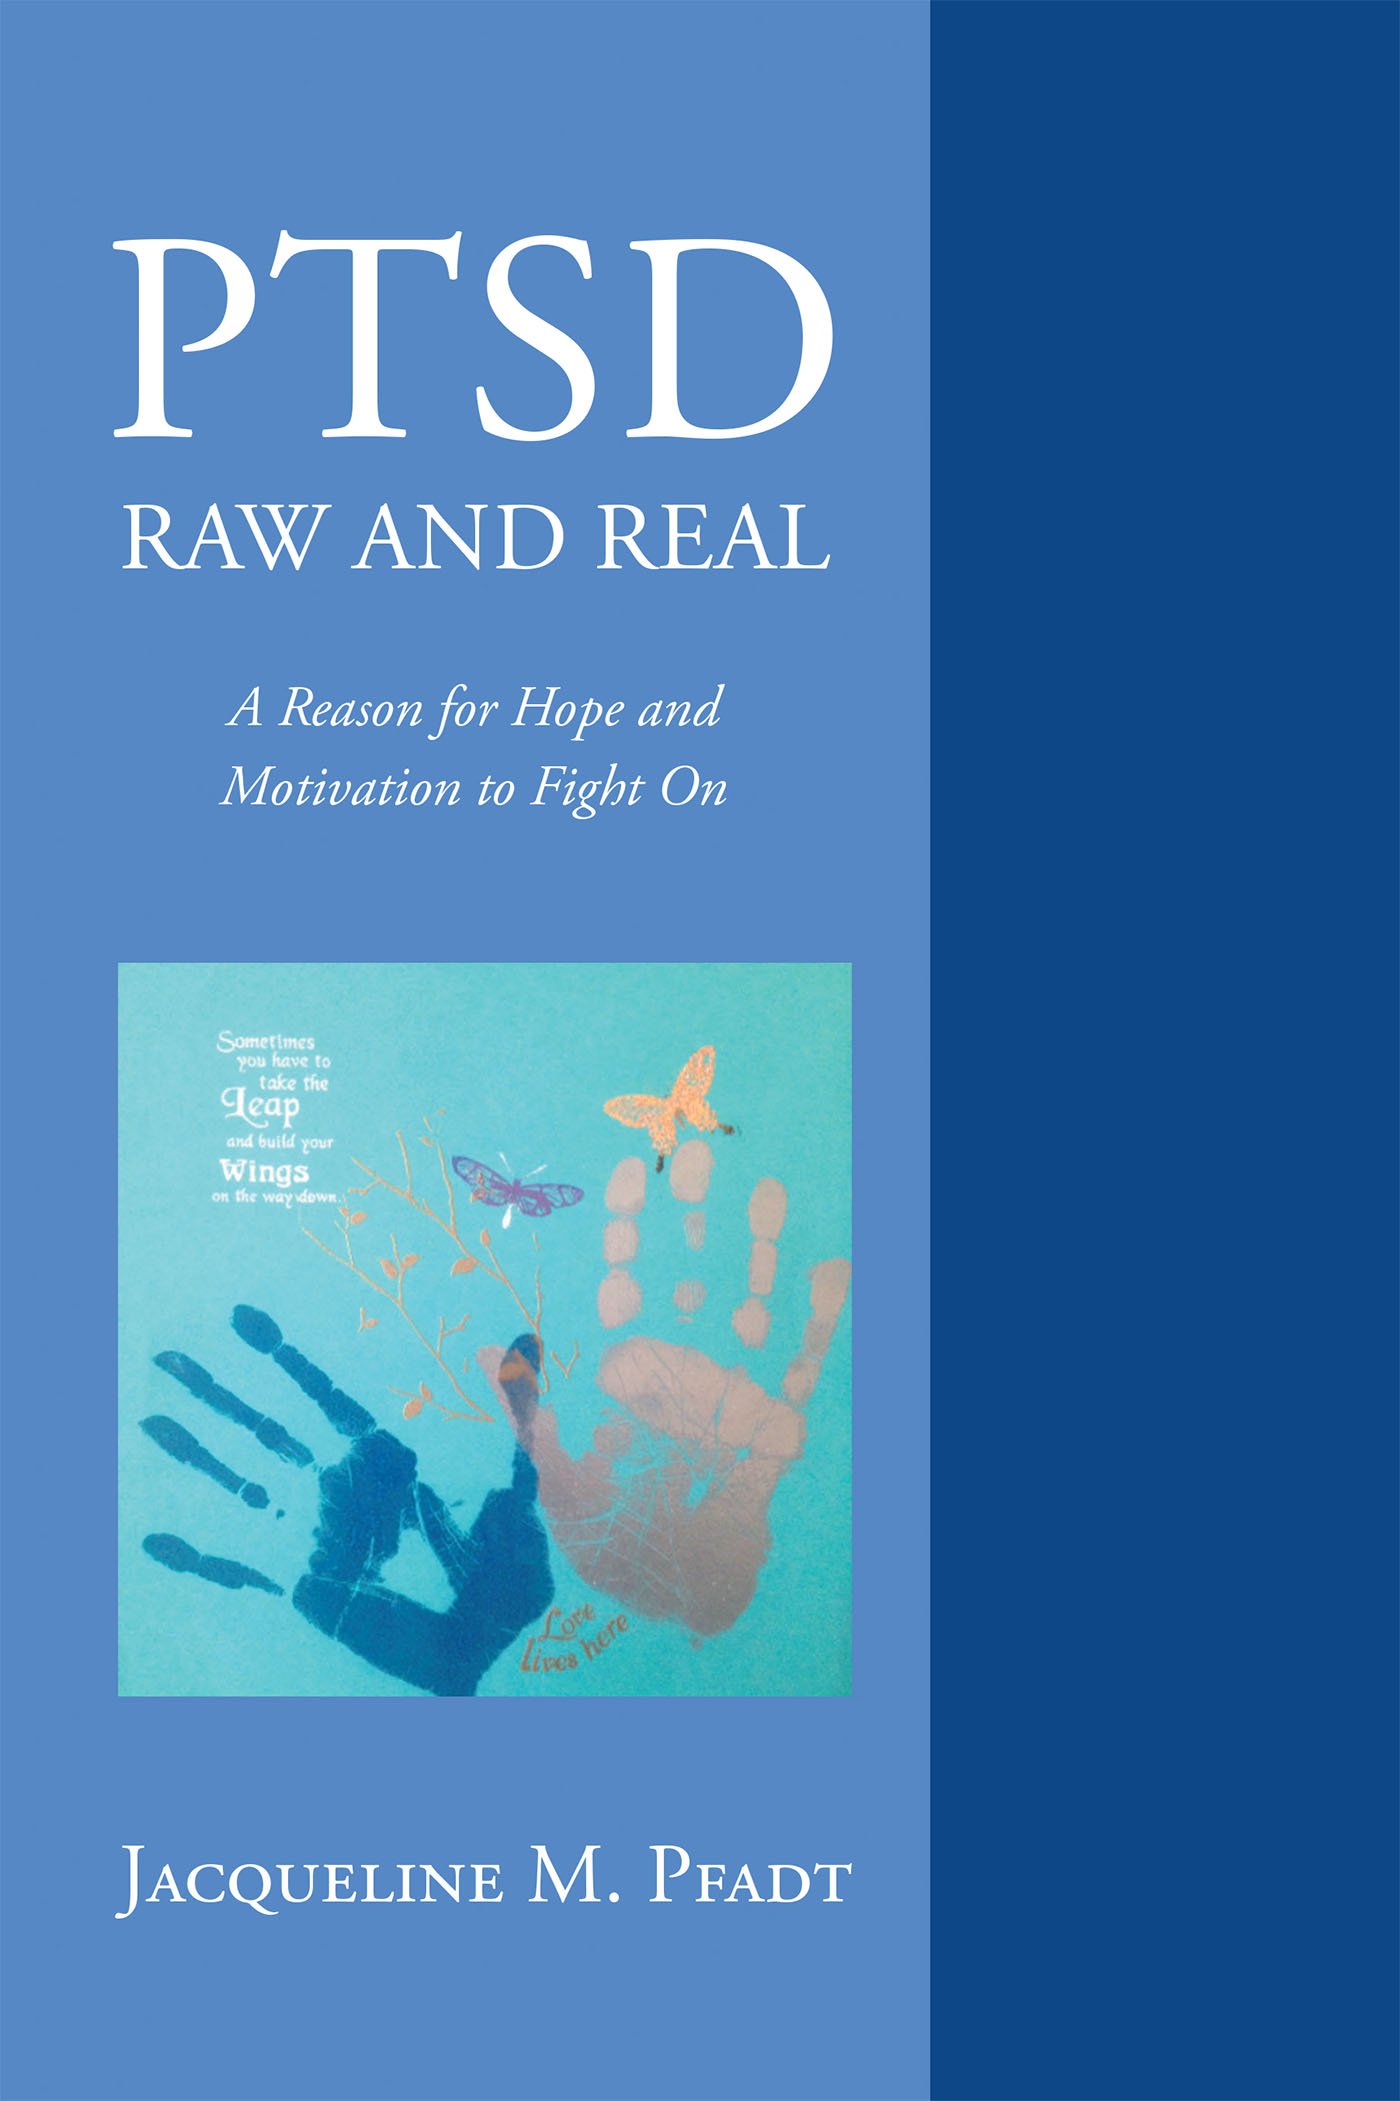 PTSD
RAW AND REAL
A Reason for Hope and
Motivation to Fight On
Sometimes
you have to
take the
Leap
and build your
Wings
on the way down.
Love
lives here
JACQUELINE M. PFADT